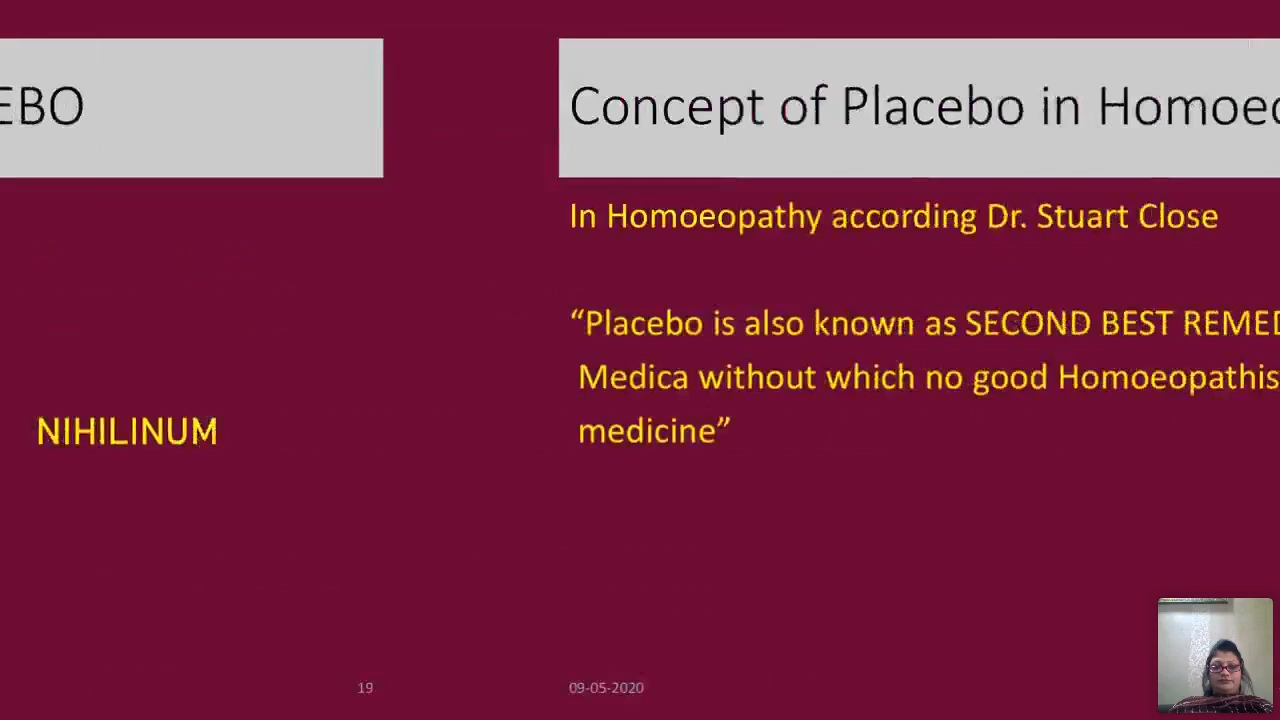 EBO
NIHILINUM
19
Concept of Placebo in Homoeo
In Homoeopathy according Dr. Stuart Close
“Placebo is also known as SECOND BEST REMED
Medica without which no good Homoeopathis
medicine”
09-05-2020